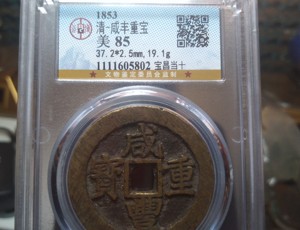 1853
清-咸丰重宝
美 85
37.2*2.5mm,19.1g
1111605802 宝昌当十
咸
寶 重
豐